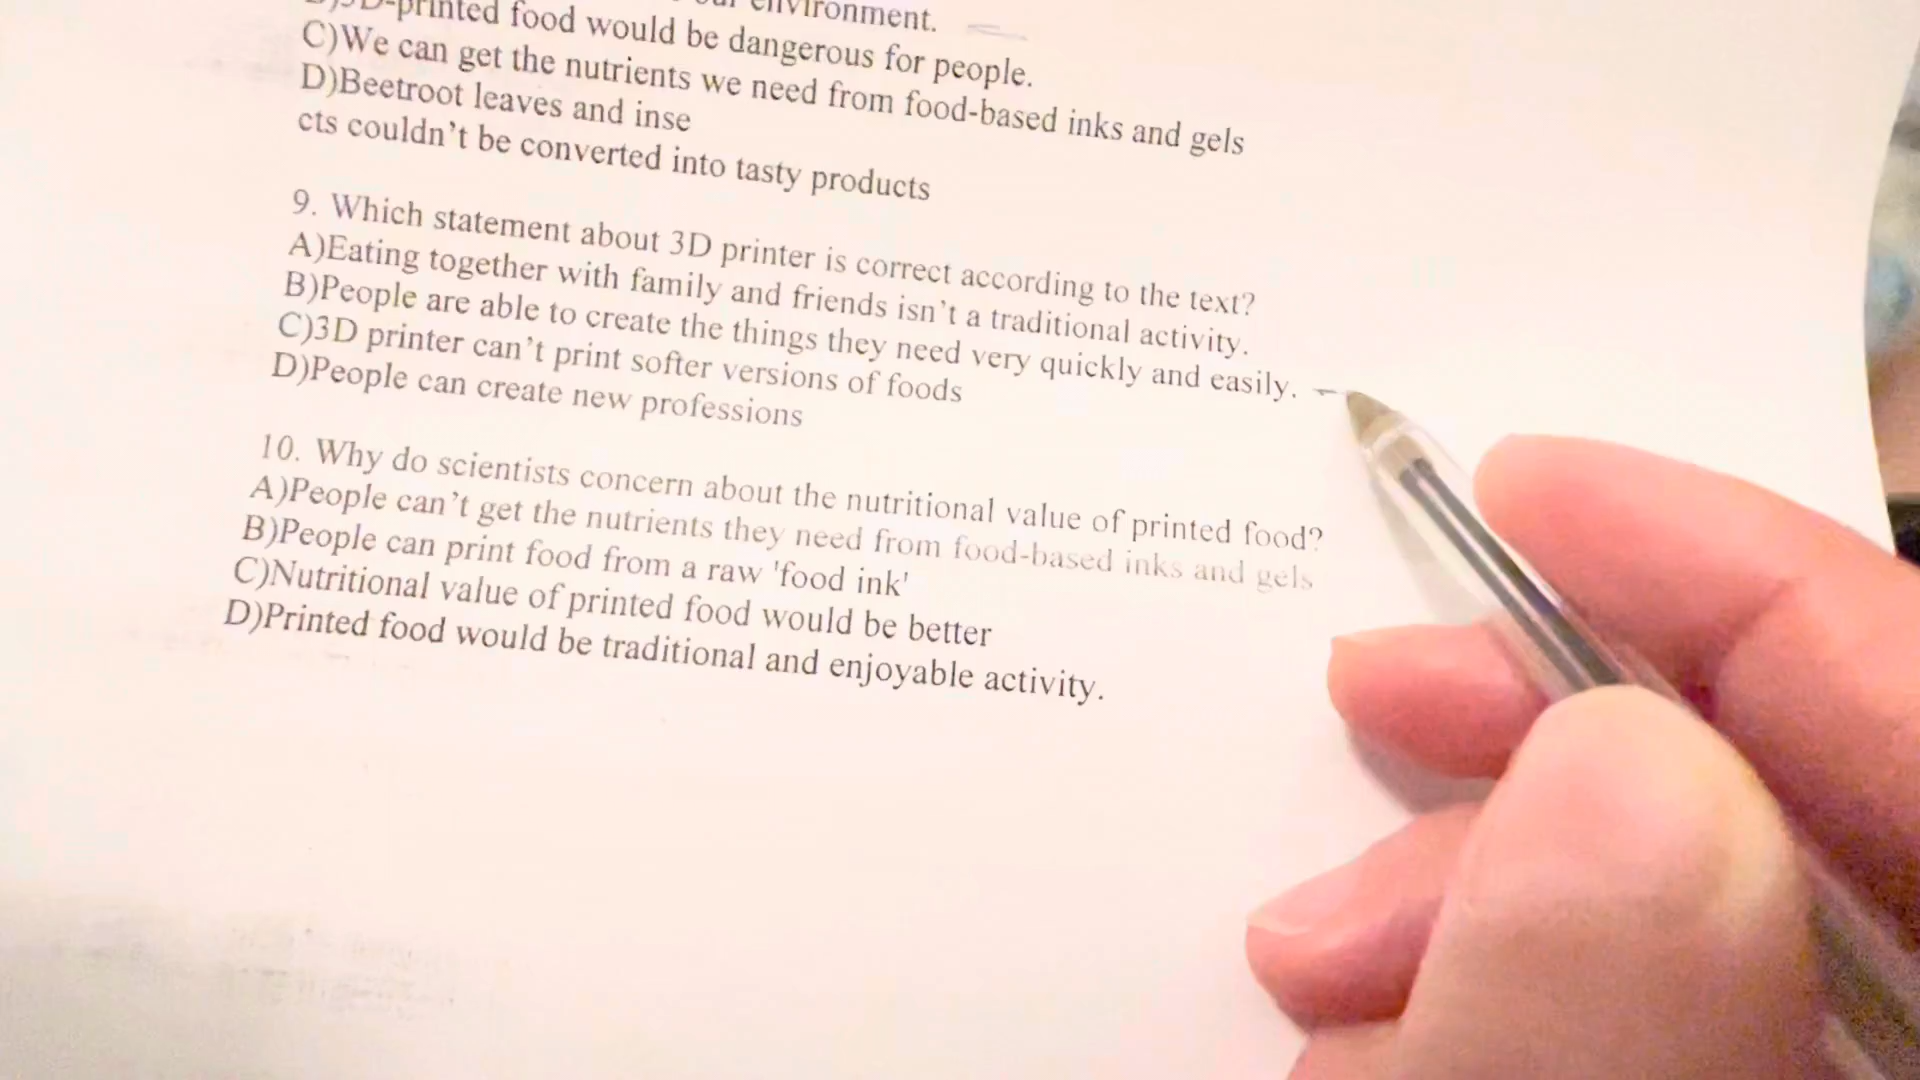 environment.
D-printed food would be dangerous for people.
C)We can get the nutrients we need from food-based inks and gels
D)Beetroot leaves and inse
cts couldn't be converted into tasty products
9. Which statement about 3D printer is correct according to the text?
A)Eating together with family and friends isn't a traditional activity.
B)People are able to create the things they need very quickly and easily.
C)3D printer can't print softer versions of foods
D)People can create new professions
10. Why do scientists concern about the nutritional value of printed food?
A)People can't get the nutrients they need from food-based inks and gels
B)People can print food from a raw 'food ink'
C)Nutritional value of printed food would be better
D)Printed food would be traditional and enjoyable activity.